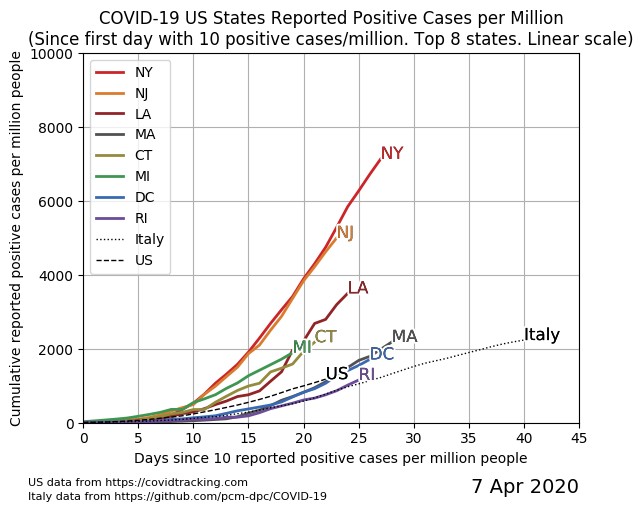 COVID-19 US States Reported Positive Cases per Million
(Since first day with 10 positive cases/million. Top 8 states. Linear scale)
Cumulative reported positive cases per million people
10000
8000
6000
4000
2000
0
NY
NJ
LA
MA
CT
MI
DC
RI
Italy
US
NY
NJ
LA
MI
CT
MA
DC
US
RI
Italy
0 5 10 15 20 25 30 35 40 45
Days since 10 reported positive cases per million people
US data from https://covidtracking.com
Italy data from https://github.com/pcm-dpc/COVID-19
7 Apr 2020